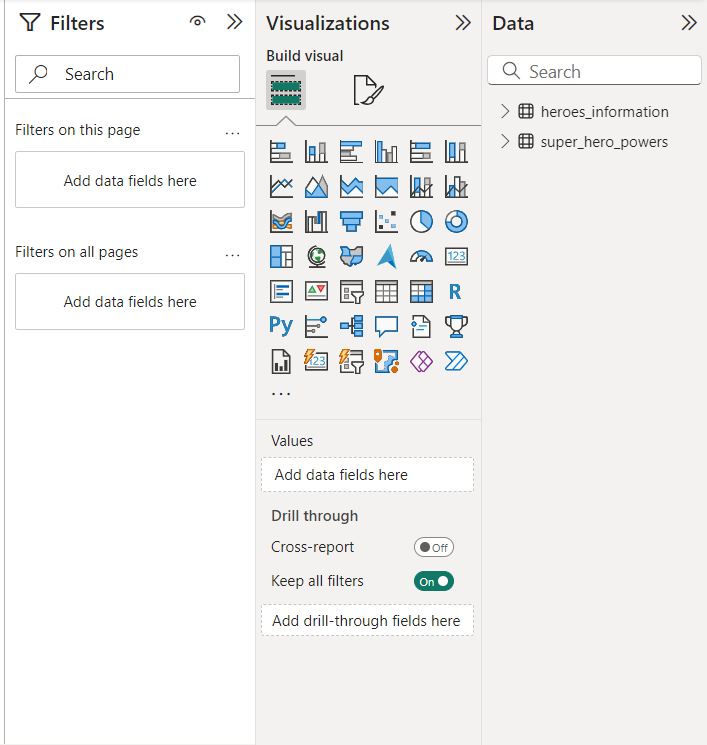 Filters
Search
Filters on this page
...
Add data fields here
Filters on all pages
...
Add data fields here
Visualizations
Build visual
123
R
Py
123
...
Values
Add data fields here
Drill through
Cross-report
Off
Keep all filters
On
Add drill-through fields here
Data
Search
heroes_information
super_hero_powers